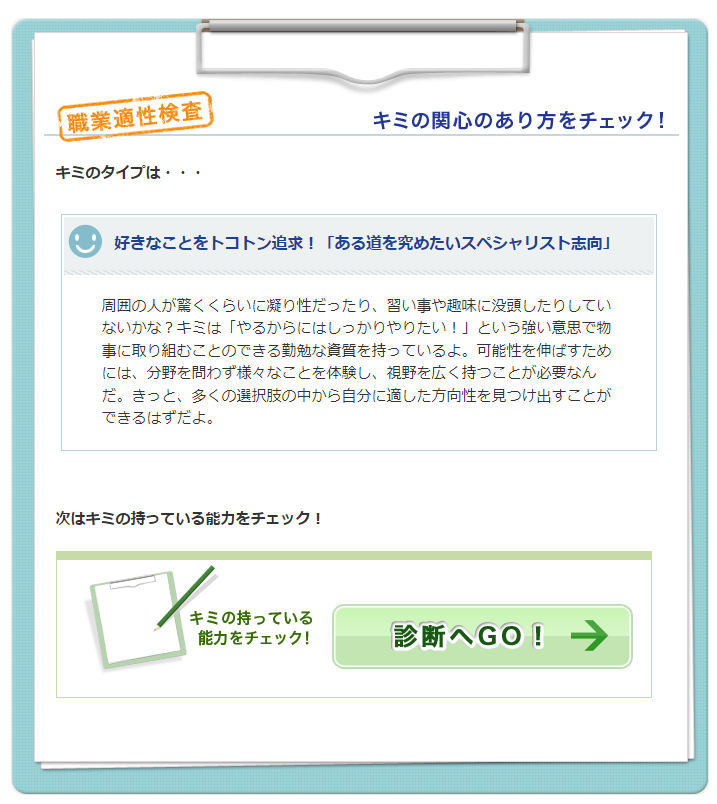 職業適性検査
キミの関心のあり方をチェック！
キミのタイプは・・・
好きなことをトコトン追求！「ある道を究めたいスペシャリスト志向」
周囲の人が驚くくらいに凝り性だったり、習い事や趣味に没頭したりしてい
ないかな？キミは「やるからにはしっかりやりたい！」という強い意思で物
事に取り組むことのできる勤勉な資質を持っているよ。可能性を伸ばすため
には、分野を問わず様々なことを体験し、視野を広く持つことが必要なん
だ。きっと、多くの選択肢の中から自分に適した方向性を見つけ出すことが
できるはずだよ。
次はキミの持っている能力をチェック！
キミの持っている
能力をチェック！
診断へGO！